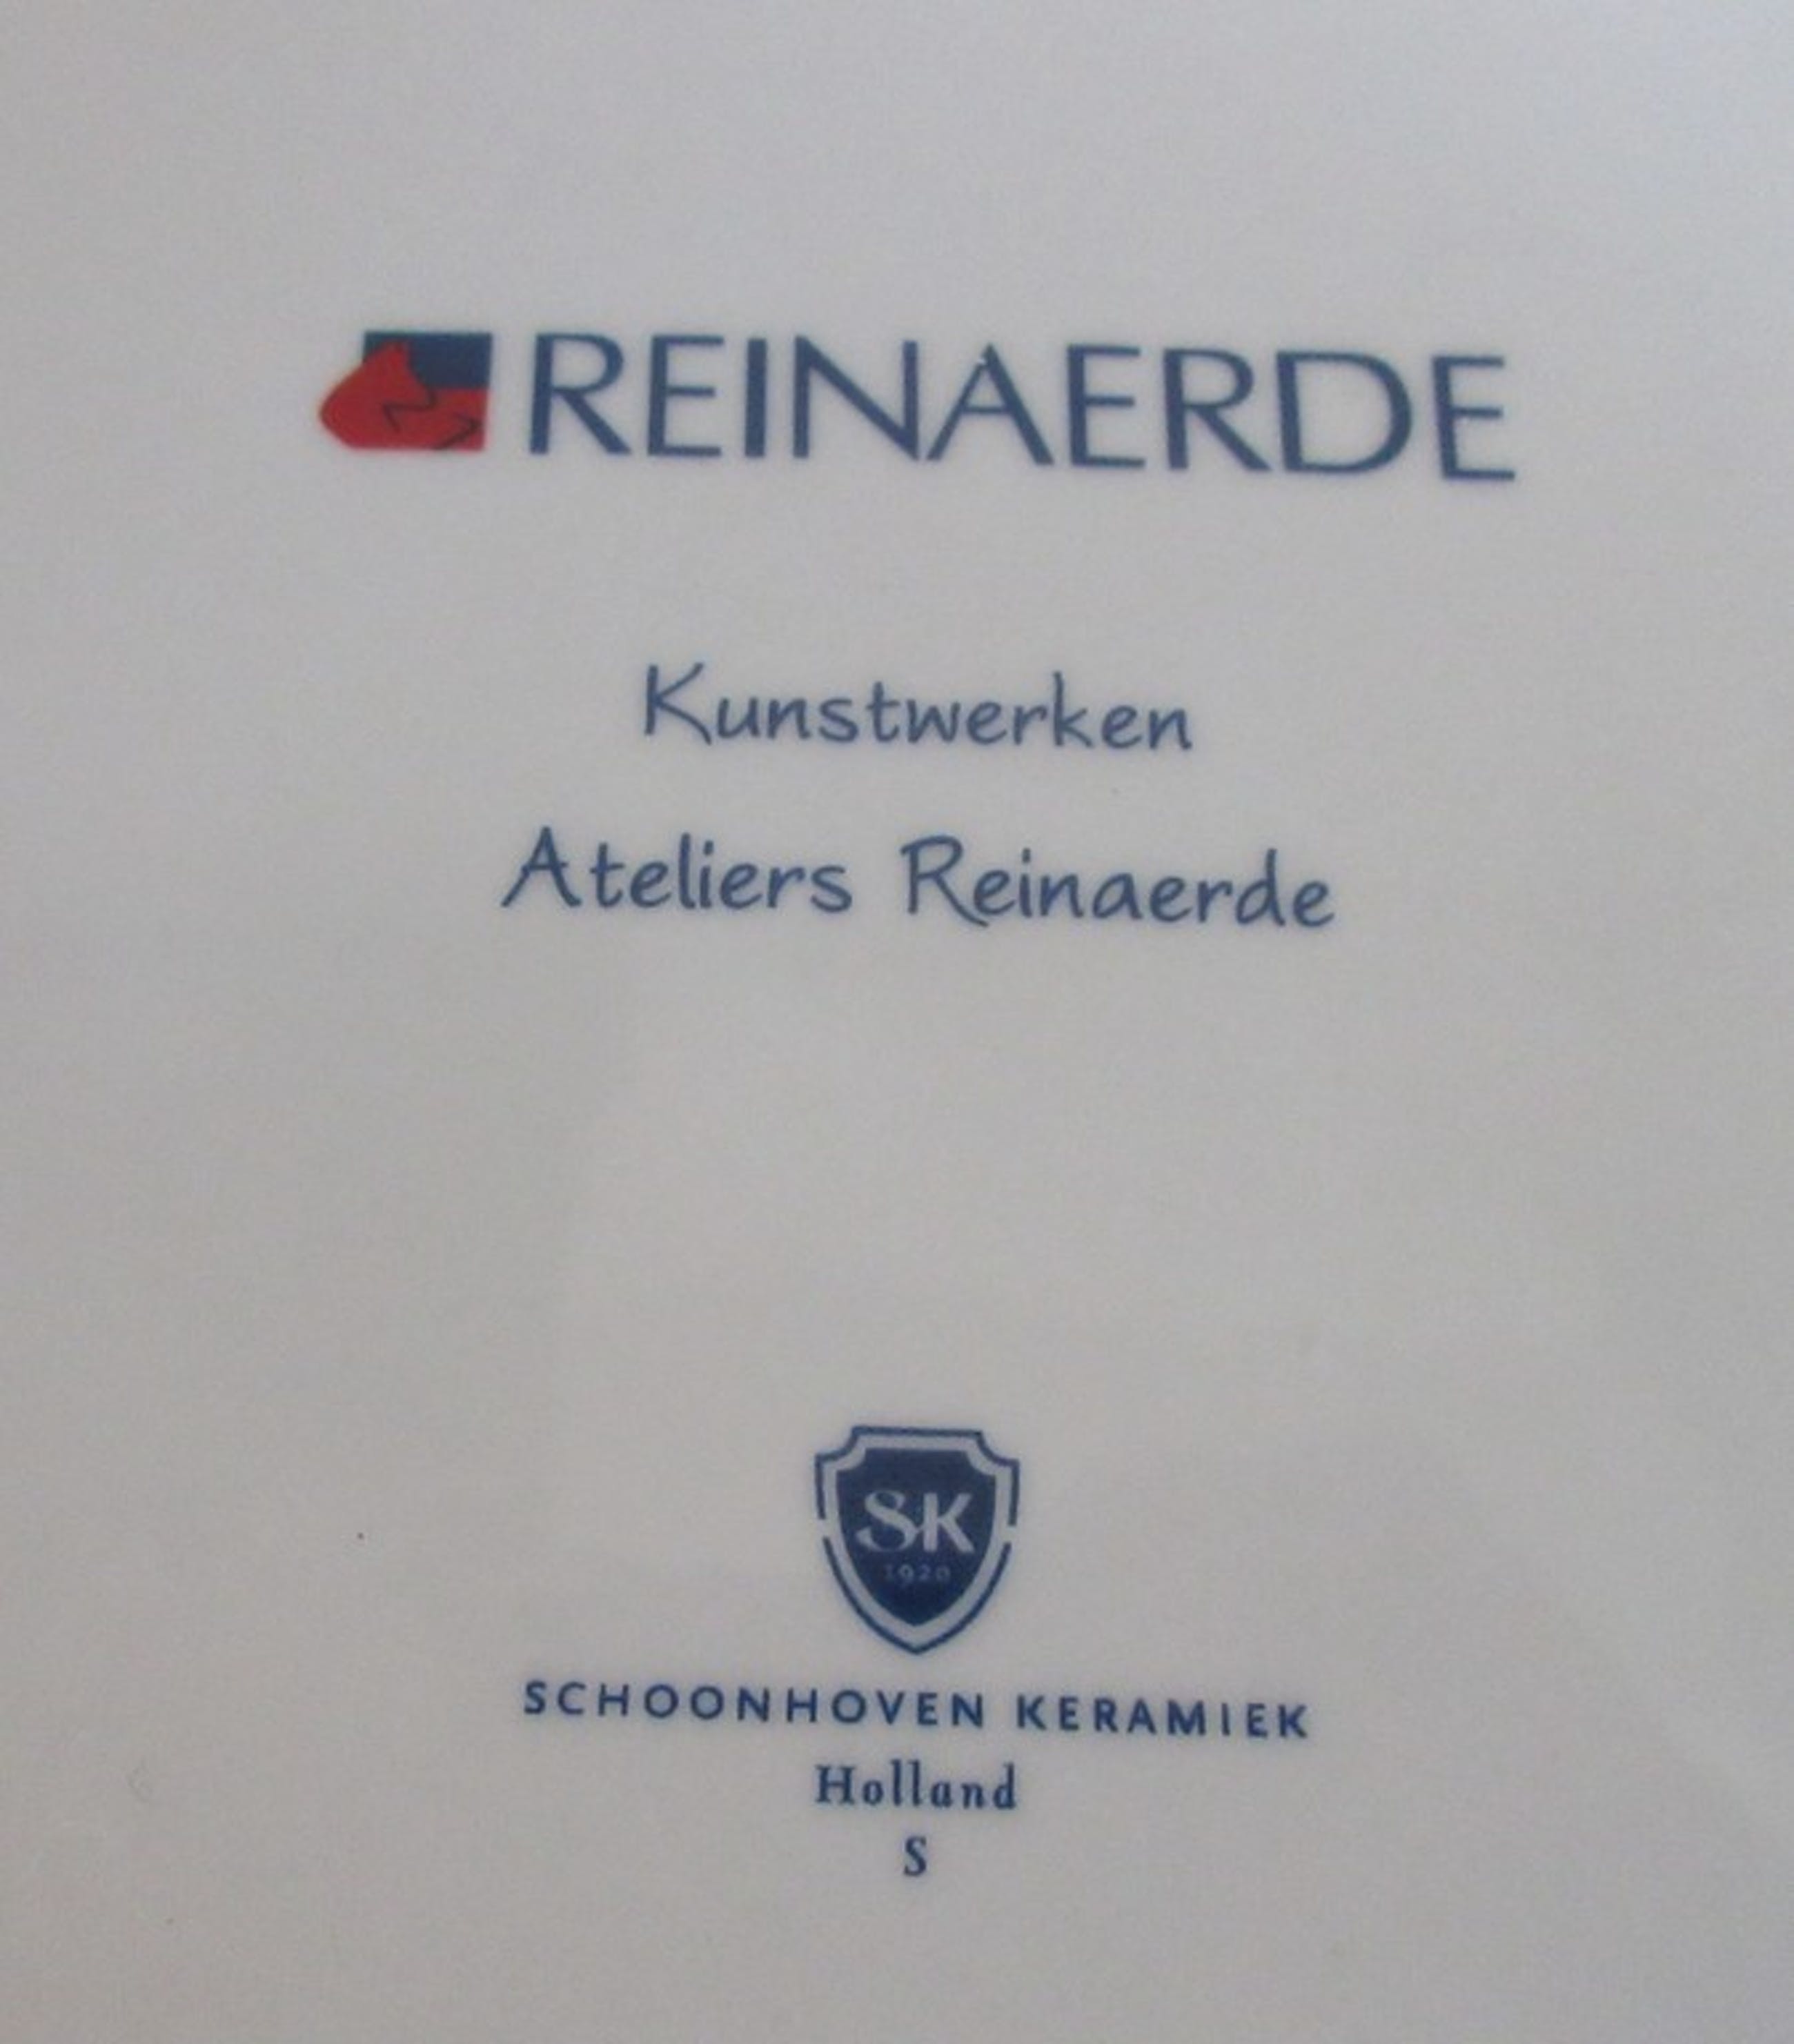 REINAERDE
Kunstwerken
Ateliers Reinaerde
SK
1920
SCHOONHOVEN KERAMIEK
Holland
S